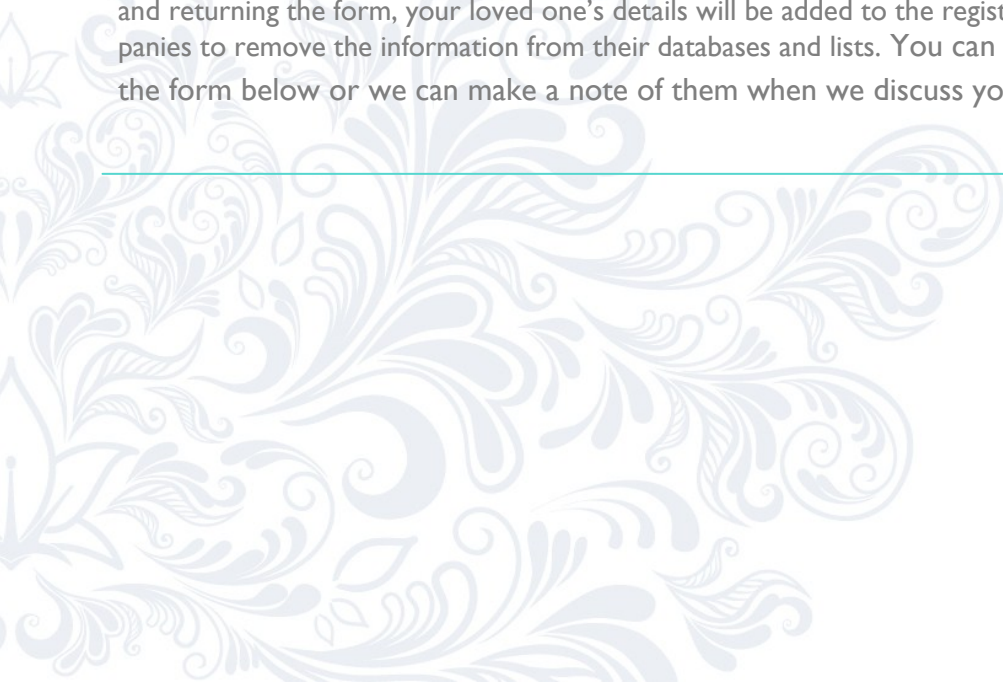 and returning the form, your loved one’s details will be added to the regist
panies to remove the information from their databases and lists. You can
the form below or we can make a note of them when we discuss yo